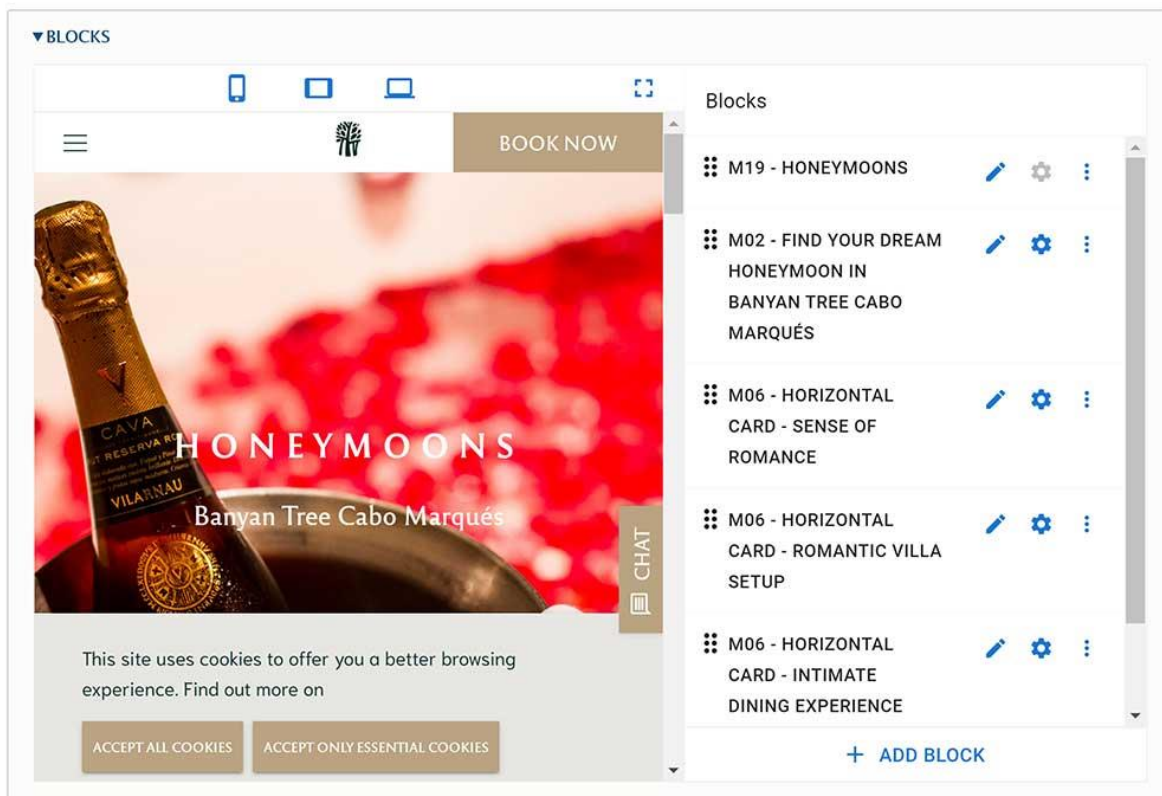 ▼BLOCKS
BOOK NOW
CAVA
VILARNAU
HONEYMOONS
Banyan Tree Cabo Marqués
CHAT
This site uses cookies to offer you a better browsing
experience. Find out more on
ACCEPT ALL COOKIES
ACCEPT ONLY ESSENTIAL COOKIES
Blocks
M19 - HONEYMOONS
M02 - FIND YOUR DREAM
HONEYMOON IN
BANYAN TREE CABO
MARQUÉS
M06 - HORIZONTAL
CARD - SENSE OF
ROMANCE
M06 - HORIZONTAL
CARD - ROMANTIC VILLA
SETUP
M06 - HORIZONTAL
CARD - INTIMATE
DINING EXPERIENCE
+ ADD BLOCK